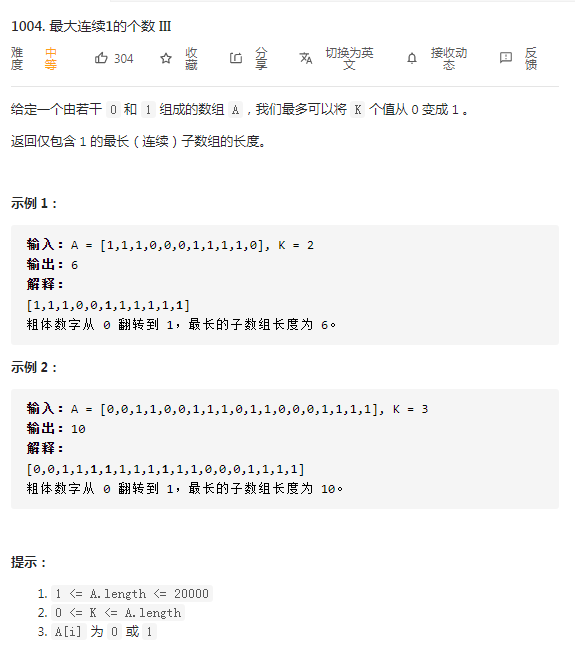 1004. 最大连续1的个数 III
难度 中等 304 收藏 分享 切换为英文 接收动态 反馈
给定一个由若干 0 和 1 组成的数组 A，我们最多可以将 K 个值从 0 变成 1 。
返回仅包含 1 的最长（连续）子数组的长度。
示例 1：
输入：A = [1,1,1,0,0,0,1,1,1,1,0], K = 2
输出：6
解释：
[1,1,1,0,0,1,1,1,1,1,1]
粗体数字从 0 翻转到 1，最长的子数组长度为 6。
示例 2：
输入：A = [0,0,1,1,0,0,1,1,1,0,1,1,0,0,0,1,1,1,1], K = 3
输出：10
解释：
[0,0,1,1,1,1,1,1,1,1,1,1,0,0,0,1,1,1,1]
粗体数字从 0 翻转到 1，最长的子数组长度为 10。
提示：
1. 1 <= A.length <= 20000
2. 0 <= K <= A.length
3. A[i] 为 0 或 1